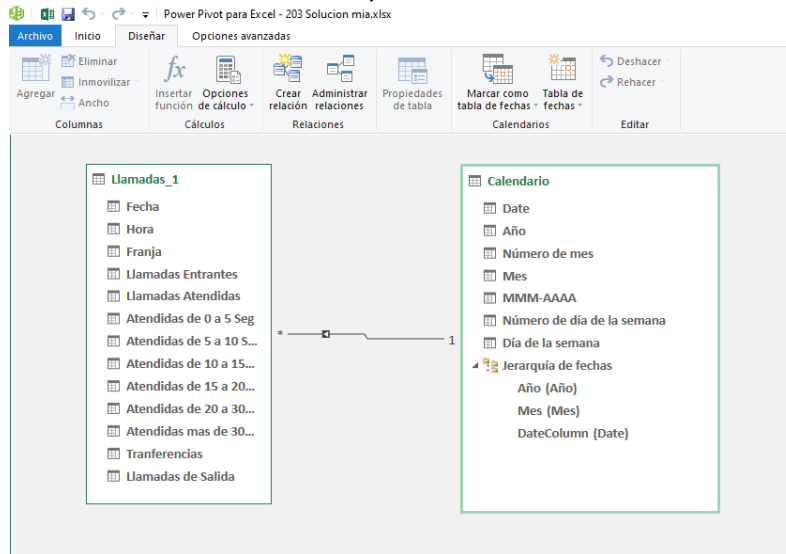 Power Pivot para Excel - 203 Solucion mia.xlsx
Archivo Inicio Diseñar Opciones avanzadas
Agregar
Eliminar
Inmovilizar
Ancho
Columnas
Insertar función
Opciones de cálculo
Cálculos
Crear relación
Administrar relaciones
Relaciones
Propiedades de tabla
Marcar como tabla de fechas
Tabla de fechas
Calendarios
Deshacer
Rehacer
Editar
Llamadas_1
Fecha
Hora
Franja
Llamadas Entrantes
Llamadas Atendidas
Atendidas de 0 a 5 Seg
Atendidas de 5 a 10 S...
Atendidas de 10 a 15...
Atendidas de 15 a 20...
Atendidas de 20 a 30...
Atendidas mas de 30...
Tranferencias
Llamadas de Salida
* 1
Calendario
Date
Año
Número de mes
Mes
MMM-AAAA
Número de día de la semana
Día de la semana
Jerarquía de fechas
Año (Año)
Mes (Mes)
DateColumn (Date)